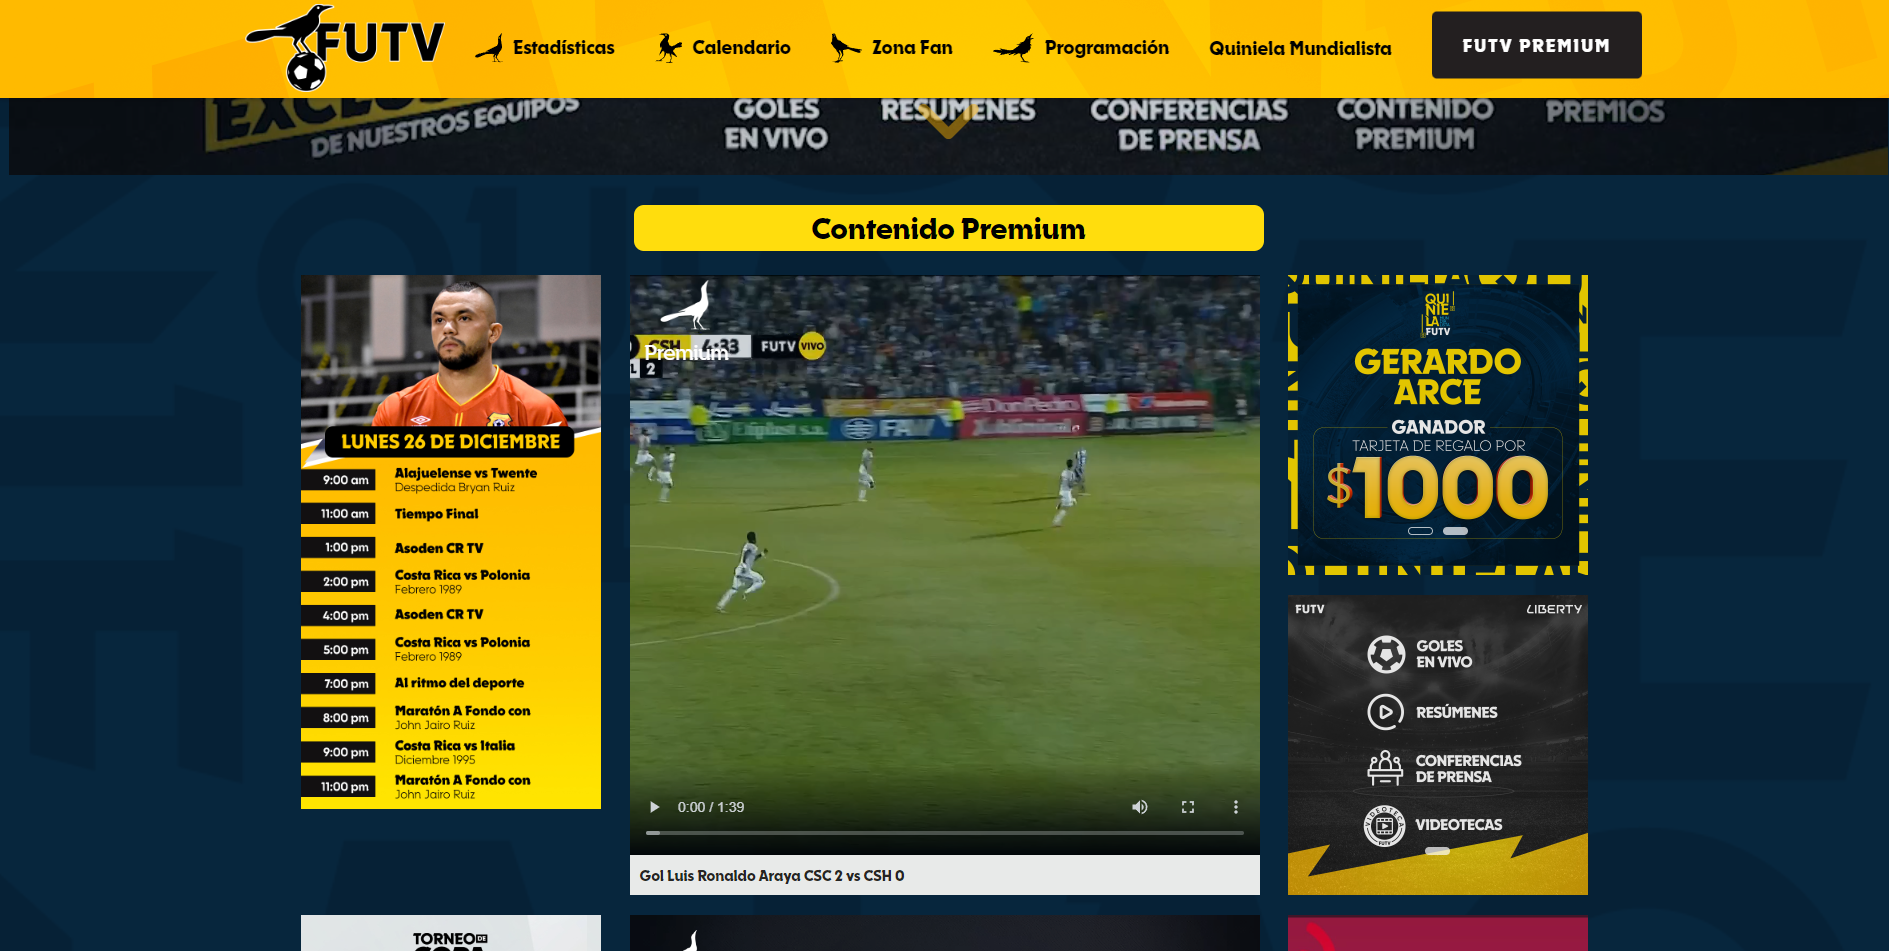 FUTV
Estadísticas
Calendario
Zona Fan
Programación
Quiniela Mundialista
FUTV PREMIUM
DE NUESTROS EQUIPOS
GOLES
EN VIVO
RESÚMENES
CONFERENCIAS
DE PRENSA
CONTENIDO
PREMIUM
PREMIOS
Contenido Premium
LUNES 26 DE DICIEMBRE
9:00 am Alajuelense vs Twente
Despedida Bryan Ruiz
11:00 am Tiempo Final
1:00 pm Asoden CR TV
2:00 pm Costa Rica vs Polonia
Febrero 1989
4:00 pm Asoden CR TV
5:00 pm Costa Rica vs Polonia
Febrero 1989
7:00 pm Al ritmo del deporte
8:00 pm Maratón A Fondo con
John Jairo Ruiz
9:00 pm Costa Rica vs Italia
Diciembre 1995
11:00 pm Maratón A Fondo con
John Jairo Ruiz
TORNEO DE
COPA
CSH 4:33 FUTV VIVO
Premium
2
DonPedro
FAW
0:00 / 1:39
Gol Luis Ronaldo Araya CSC 2 vs CSH 0
QUI
NIE
LA
FUTV
GERARDO
ARCE
GANADOR
TARJETA DE REGALO POR
$1000
FUTV LIBERTY
GOLES
EN VIVO
RESÚMENES
CONFERENCIAS
DE PRENSA
VIDEOTECAS